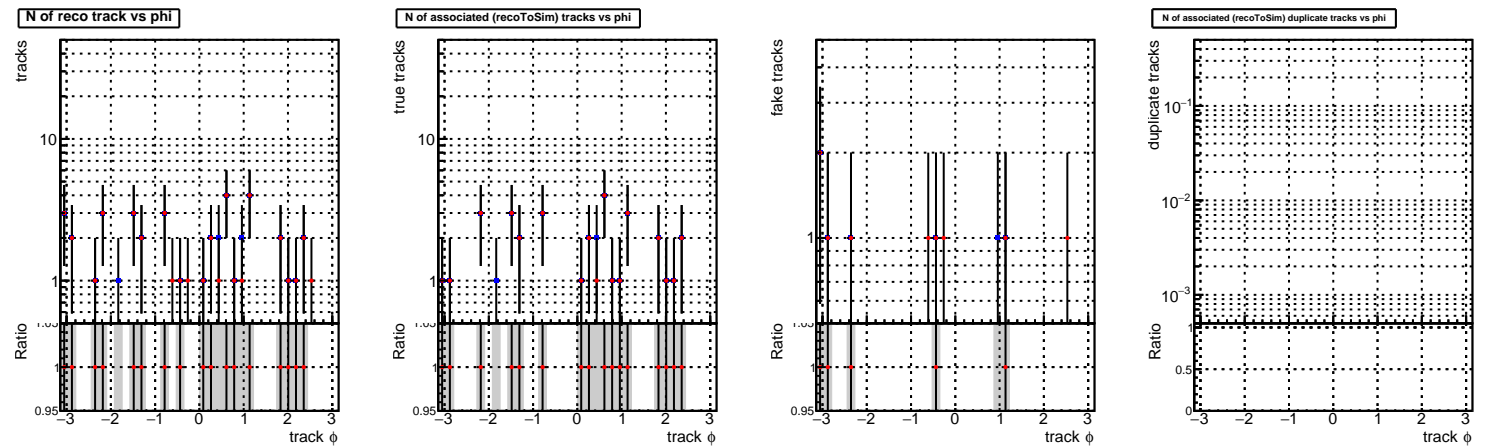 N of reco track vs phi
tracks
10
1
Ratio
1
0.95
−3 −2 −1 0 1 2 3
track ϕ
N of associated (recoToSim) tracks vs phi
true tracks
10
1
Ratio
1
0.95
−3 −2 −1 0 1 2 3
track ϕ
fake tracks
1
Ratio
1
0.95
−3 −2 −1 0 1 2 3
track ϕ
N of associated (recoToSim) duplicate tracks vs phi
duplicate tracks
10−1
10−2
10−3
Ratio
1
0.5
0
−3 −2 −1 0 1 2 3
track ϕ